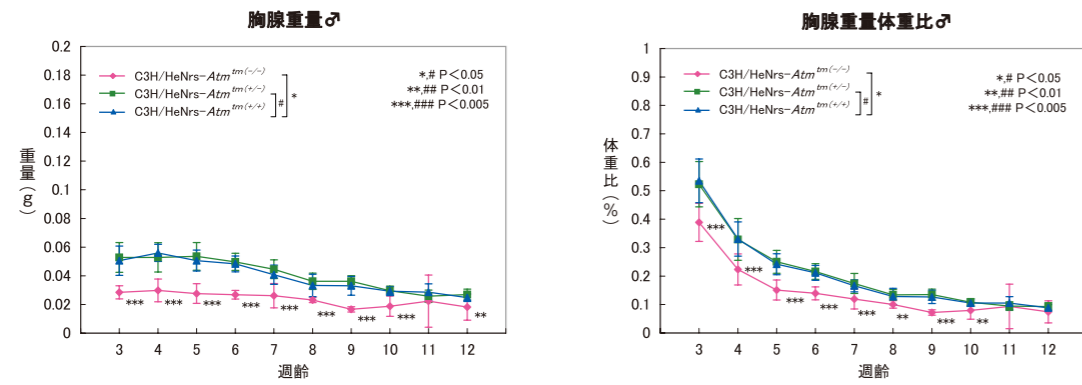 胸腺重量♂
0.2
0.18
0.16
0.14
0.12
0.1
0.08
0.06
0.04
0.02
0
重量(g)
C3H/HeNrs-Atm tm(-/-)
C3H/HeNrs-Atm tm(+/-)
C3H/HeNrs-Atm tm(+/+)
# *
*,# P<0.05
**,## P<0.01
***,### P<0.005
*** *** *** *** *** *** *** *** **
3 4 5 6 7 8 9 10 11 12
週齢
胸腺重量体重比♂
1
0.9
0.8
0.7
0.6
0.5
0.4
0.3
0.2
0.1
0
体重比(%)
C3H/HeNrs-Atm tm(-/-)
C3H/HeNrs-Atm tm(+/-)
C3H/HeNrs-Atm tm(+/+)
# *
*,# P<0.05
**,## P<0.01
***,### P<0.005
*** *** *** *** *** ** *** **
3 4 5 6 7 8 9 10 11 12
週齢